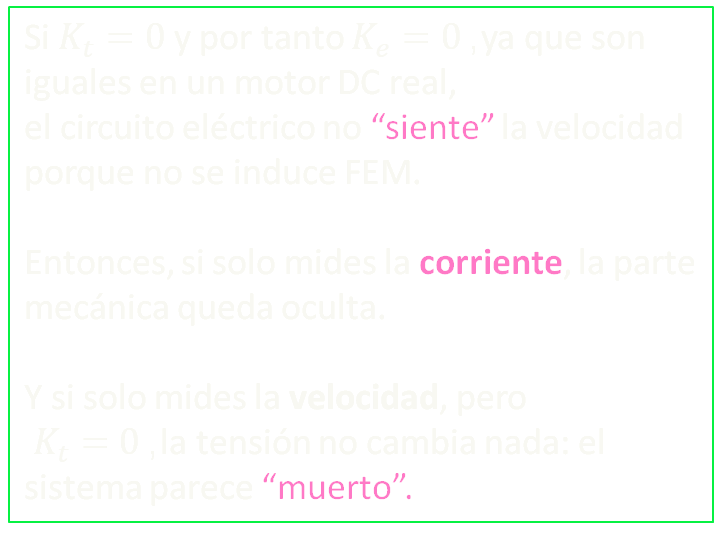 Si K_t = 0 y por tanto K_e = 0 , ya que son
iguales en un motor DC real,
el circuito eléctrico no “siente” la velocidad
porque no se induce FEM.
Entonces, si solo mides la corriente, la parte
mecánica queda oculta.
Y si solo mides la velocidad, pero
K_t = 0 , la tensión no cambia nada: el
sistema parece “muerto”.